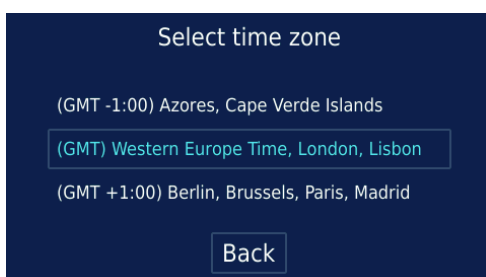 Select time zone
(GMT -1:00) Azores, Cape Verde Islands
(GMT) Western Europe Time, London, Lisbon
(GMT +1:00) Berlin, Brussels, Paris, Madrid
Back